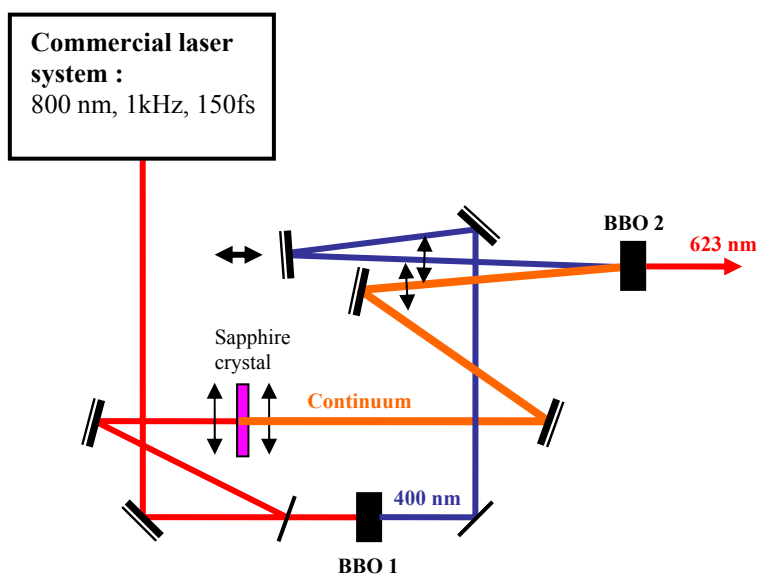 Commercial laser
system :
800 nm, 1kHz, 150fs
BBO 2
623 nm
Sapphire
crystal
Continuum
400 nm
BBO 1